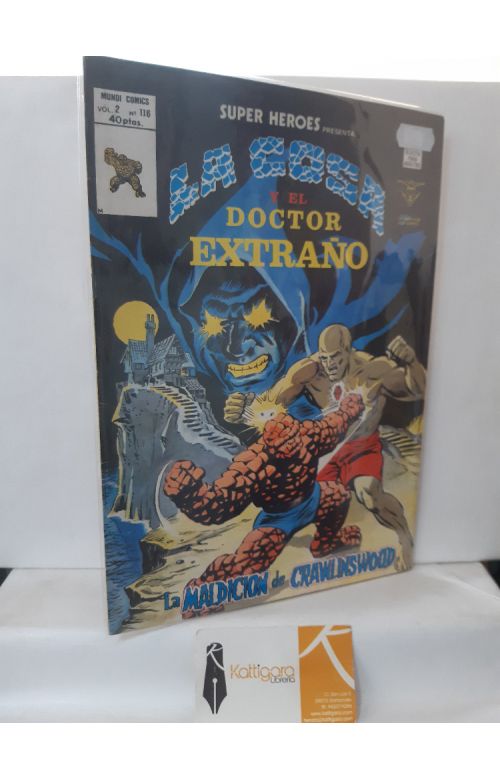 MUNDI COMICS
VOL. 2 Nº 116
40 ptas.
SUPER HEROES PRESENTA
LA COSA
Y EL
DOCTOR
EXTRAÑO
La MALDICION de CRAWLINSWOOD
Kattigara
Librería